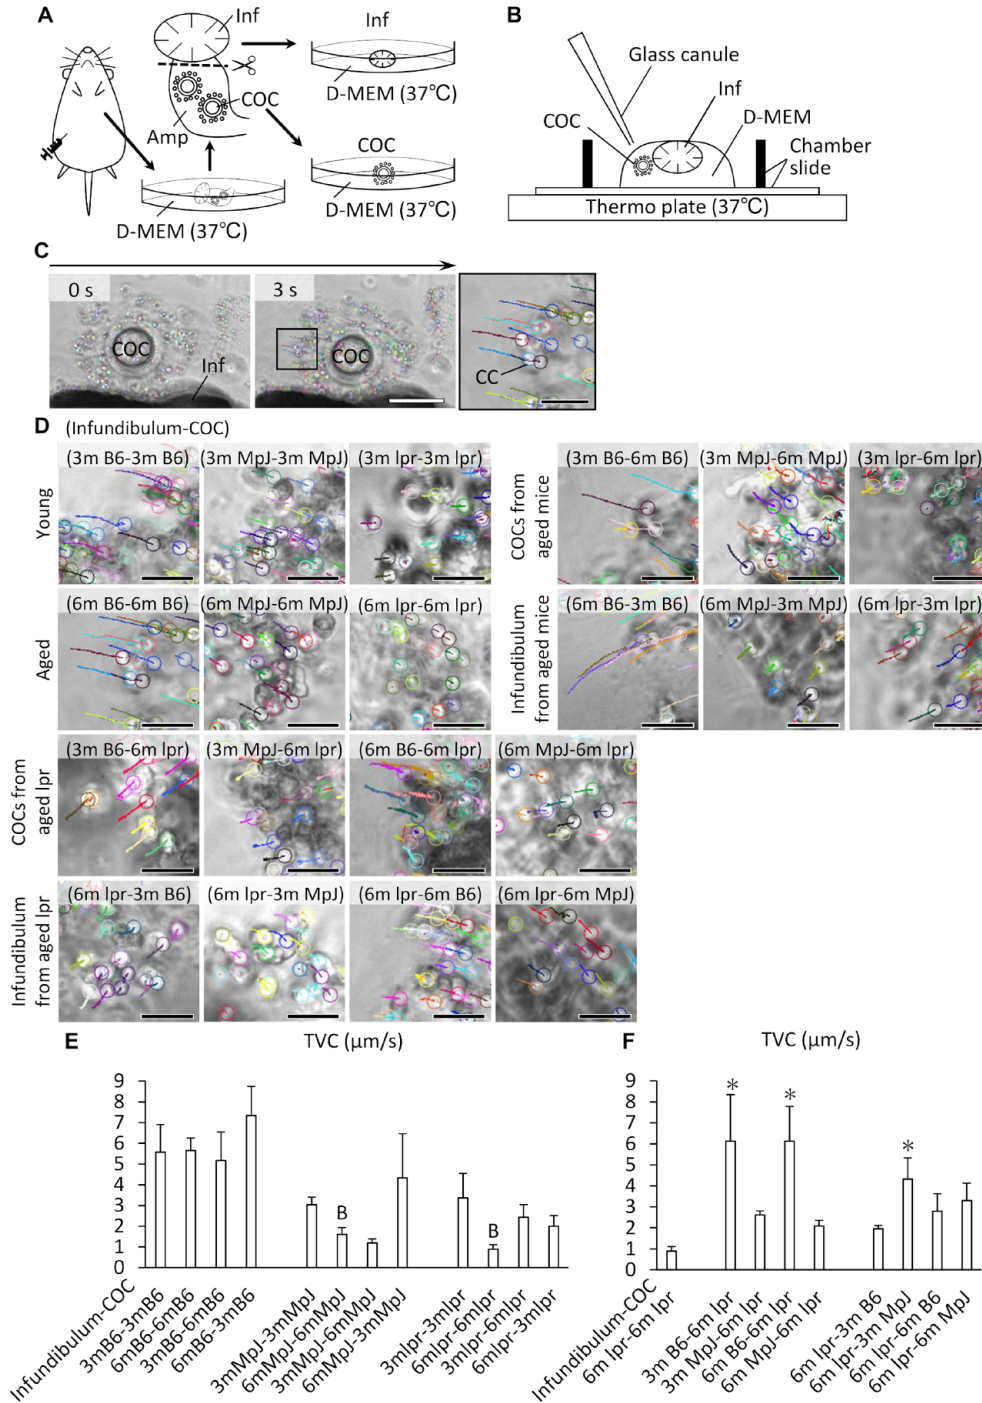 A
Inf
Inf
D-MEM (37℃)
COC
Amp
COC
D-MEM (37℃)
D-MEM (37℃)
B
Glass canule
Inf
COC
D-MEM
Chamber
slide
Thermo plate (37℃)
C
0 s
3 s
COC
COC
Inf
CC
D
(Infundibulum-COC)
Young
(3m B6-3m B6)
(3m MpJ-3m MpJ)
(3m lpr-3m lpr)
COCs from
aged mice
(3m B6-6m B6)
(3m MpJ-6m MpJ)
(3m lpr-6m lpr)
Aged
(6m B6-6m B6)
(6m MpJ-6m MpJ)
(6m lpr-6m lpr)
Infundibulum
from aged mice
(6m B6-3m B6)
(6m MpJ-3m MpJ)
(6m lpr-3m lpr)
COCs from
aged lpr
(3m B6-6m lpr)
(3m MpJ-6m lpr)
(6m B6-6m lpr)
(6m MpJ-6m lpr)
Infundibulum
from aged lpr
(6m lpr-3m B6)
(6m lpr-3m MpJ)
(6m lpr-6m B6)
(6m lpr-6m MpJ)
E
TVC (μm/s)
9
8
7
6
5
4
3
2
1
0
B
B
Infundibulum-COC
3mB6-3mB6
6mB6-6mB6
3mB6-6mB6
6mB6-3mB6
3mMpJ-3mMpJ
6mMpJ-6mMpJ
3mMpJ-6mMpJ
6mMpJ-3mMpJ
3mlpr-3mlpr
6mlpr-6mlpr
3mlpr-6mlpr
6mlpr-3mlpr
F
TVC (μm/s)
9
8
7
6
5
4
3
2
1
0
*
*
*
Infundibulum-COC
6m lpr-6m lpr
3m B6-6m lpr
3m MpJ-6m lpr
6m B6-6m lpr
6m MpJ-6m lpr
6m lpr-3m B6
6m lpr-3m MpJ
6m lpr-6m B6
6m lpr-6m MpJ